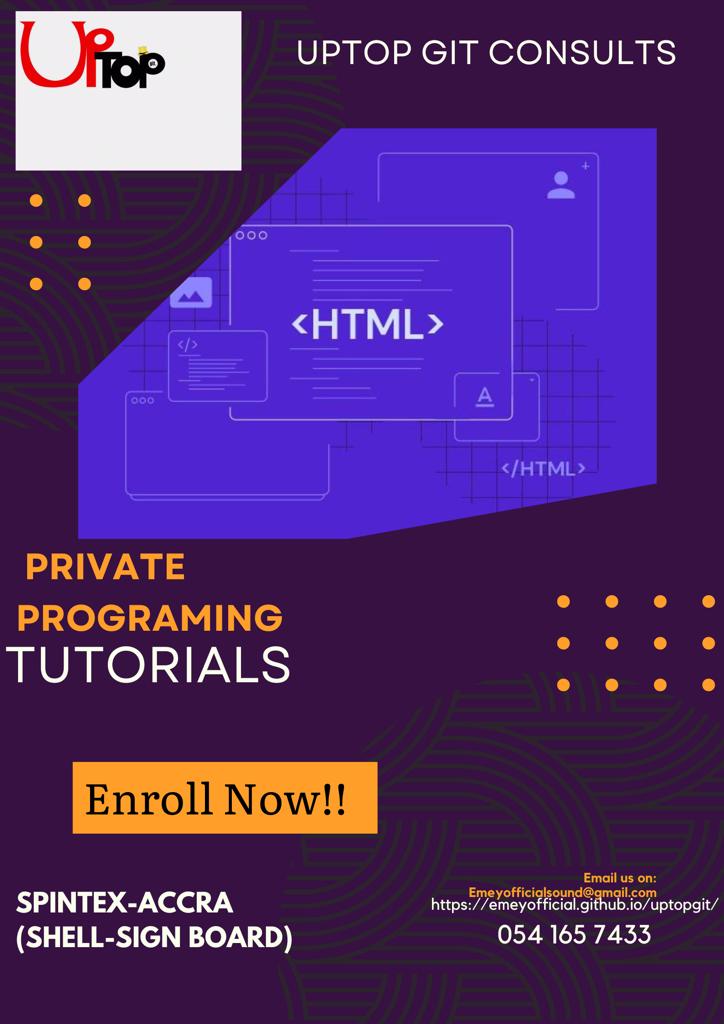 UPTOP
UPTOP GIT CONSULTS
<HTML>
</>
A
</HTML>
PRIVATE
PROGRAMING
TUTORIALS
Enroll Now!!
SPINTEX-ACCRA
(SHELL-SIGN BOARD)
Email us on:
Emeyofficialsound@gmail.com
https://emeyofficial.github.io/uptopgit/
054 165 7433